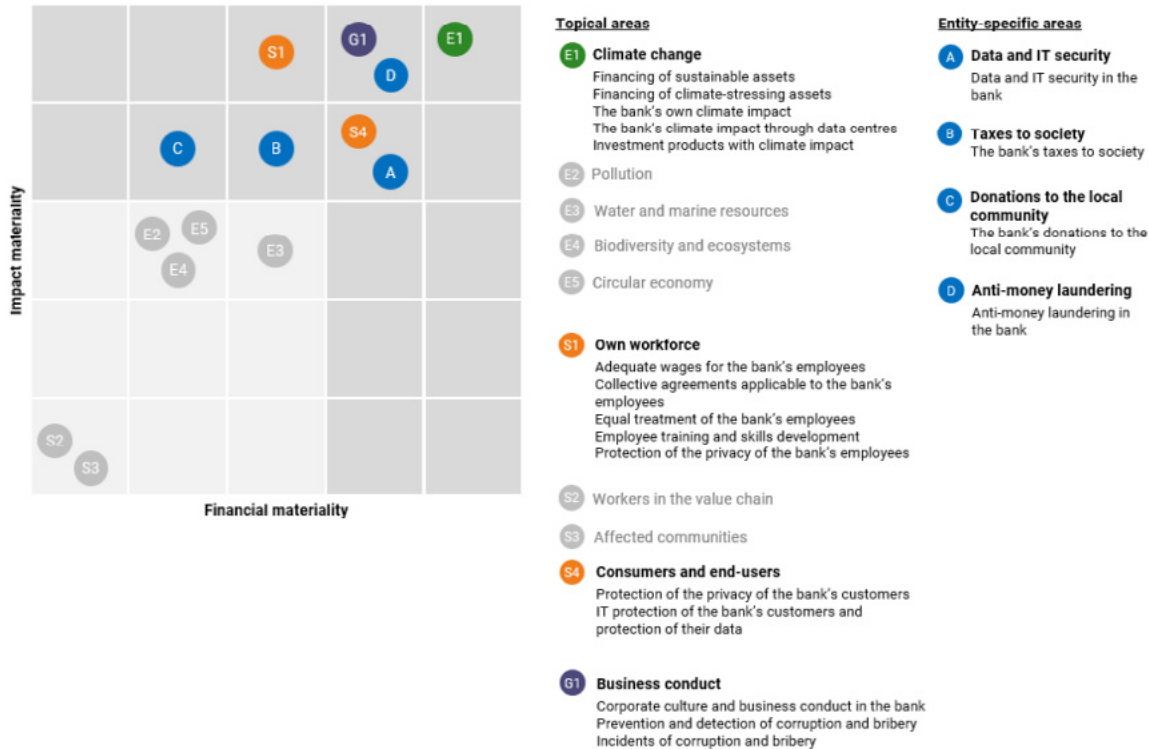 Impact materiality
S1
G1
E1
D
C
B
S4
A
E2
E5
E4
E3
S2
S3
Financial materiality
Topical areas
E1 Climate change
Financing of sustainable assets
Financing of climate-stressing assets
The bank's own climate impact
The bank's climate impact through data centres
Investment products with climate impact
E2 Pollution
E3 Water and marine resources
E4 Biodiversity and ecosystems
E5 Circular economy
S1 Own workforce
Adequate wages for the bank's employees
Collective agreements applicable to the bank's
employees
Equal treatment of the bank's employees
Employee training and skills development
Protection of the privacy of the bank's employees
S2 Workers in the value chain
S3 Affected communities
S4 Consumers and end-users
Protection of the privacy of the bank's customers
IT protection of the bank's customers and
protection of their data
G1 Business conduct
Corporate culture and business conduct in the bank
Prevention and detection of corruption and bribery
Incidents of corruption and bribery
Entity-specific areas
A Data and IT security
Data and IT security in the
bank
B Taxes to society
The bank's taxes to society
C Donations to the local
community
The bank's donations to the
local community
D Anti-money laundering
Anti-money laundering in
the bank